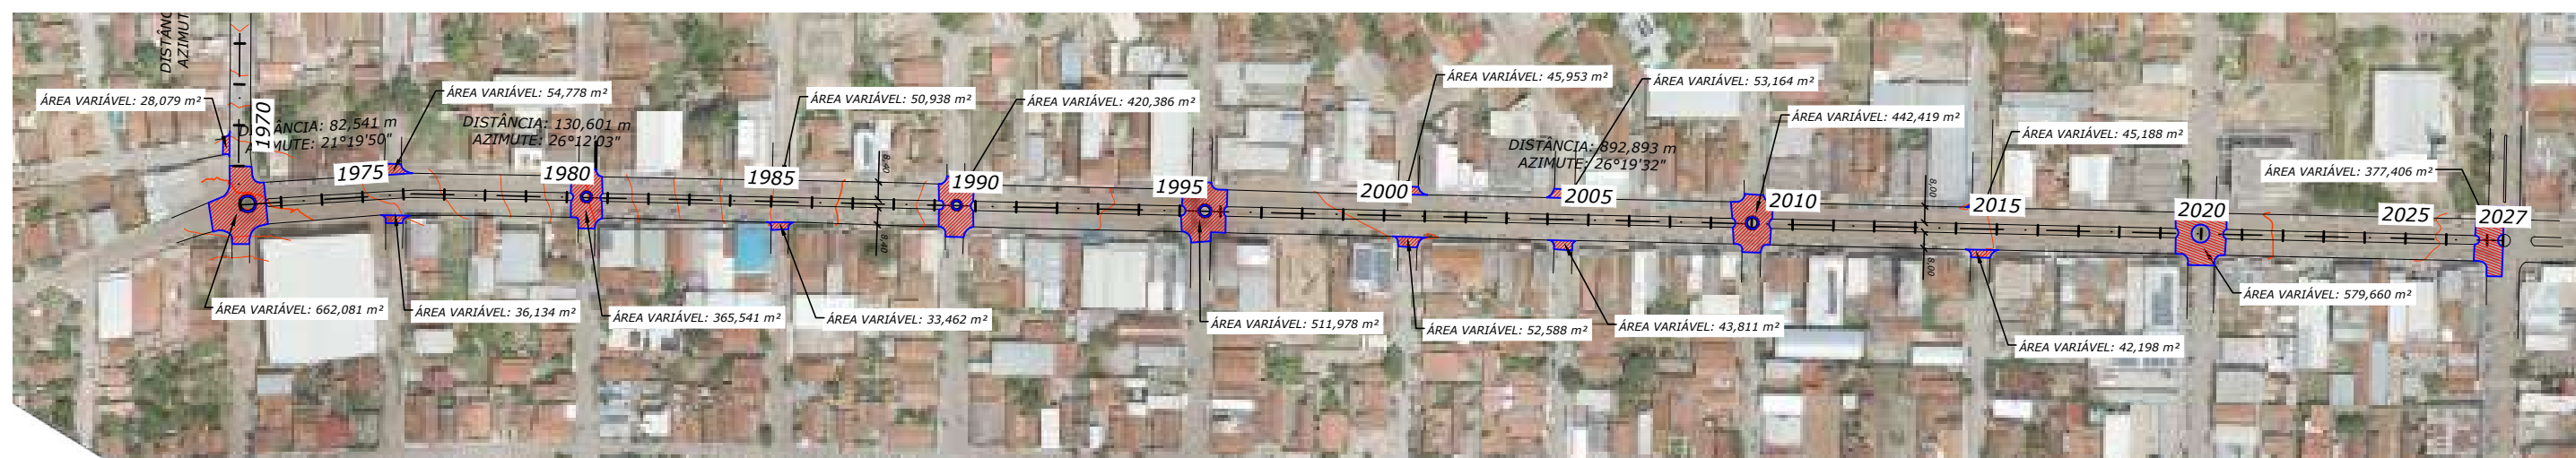 DISTÂNC
AZIMUT
ÁREA VARIÁVEL: 28,079 m²
1970
DISTÂNCIA: 82,541 m
AZIMUTE: 21°19'50"
ÁREA VARIÁVEL: 54,778 m²
DISTÂNCIA: 130,601 m
AZIMUTE: 26°12'03"
ÁREA VARIÁVEL: 50,938 m²
ÁREA VARIÁVEL: 420,386 m²
ÁREA VARIÁVEL: 45,953 m²
ÁREA VARIÁVEL: 53,164 m²
DISTÂNCIA: 892,893 m
AZIMUTE: 26°19'32"
ÁREA VARIÁVEL: 442,419 m²
ÁREA VARIÁVEL: 45,188 m²
ÁREA VARIÁVEL: 377,406 m²
1975
1980
1985
8,40
8,40
1990
1995
2000
2005
2010
8,00
8,00
2015
2020
2025
2027
ÁREA VARIÁVEL: 662,081 m²
ÁREA VARIÁVEL: 36,134 m²
ÁREA VARIÁVEL: 365,541 m²
ÁREA VARIÁVEL: 33,462 m²
ÁREA VARIÁVEL: 511,978 m²
ÁREA VARIÁVEL: 52,588 m²
ÁREA VARIÁVEL: 43,811 m²
ÁREA VARIÁVEL: 42,198 m²
ÁREA VARIÁVEL: 579,660 m²